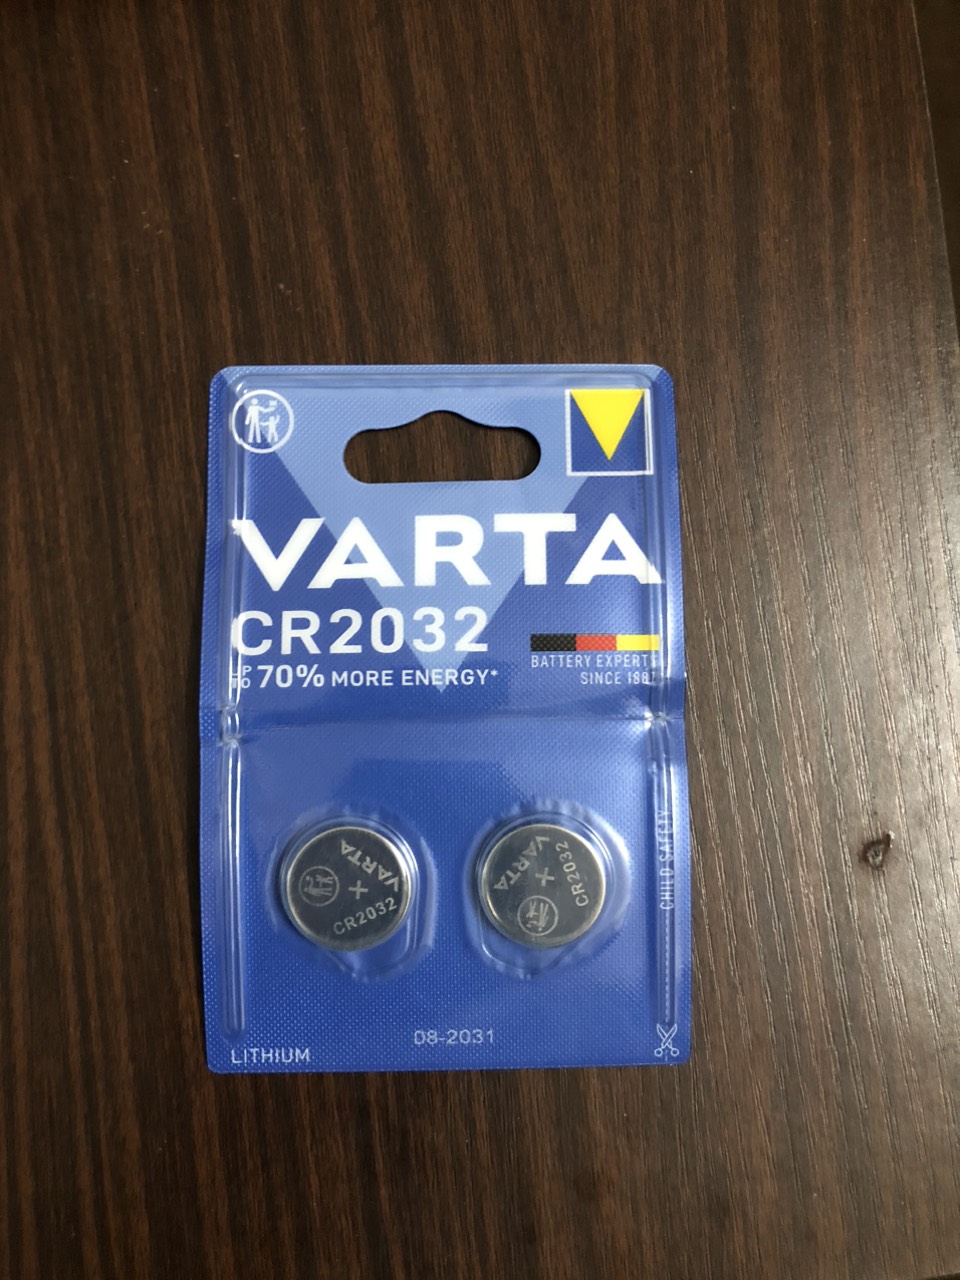 VARTA
CR2032
UP TO 70% MORE ENERGY*
BATTERY EXPERTS
SINCE 1887
CHILD SAFETY
VARTA
+
CR2032
VARTA
+
CR2032
08-2031
LITHIUM